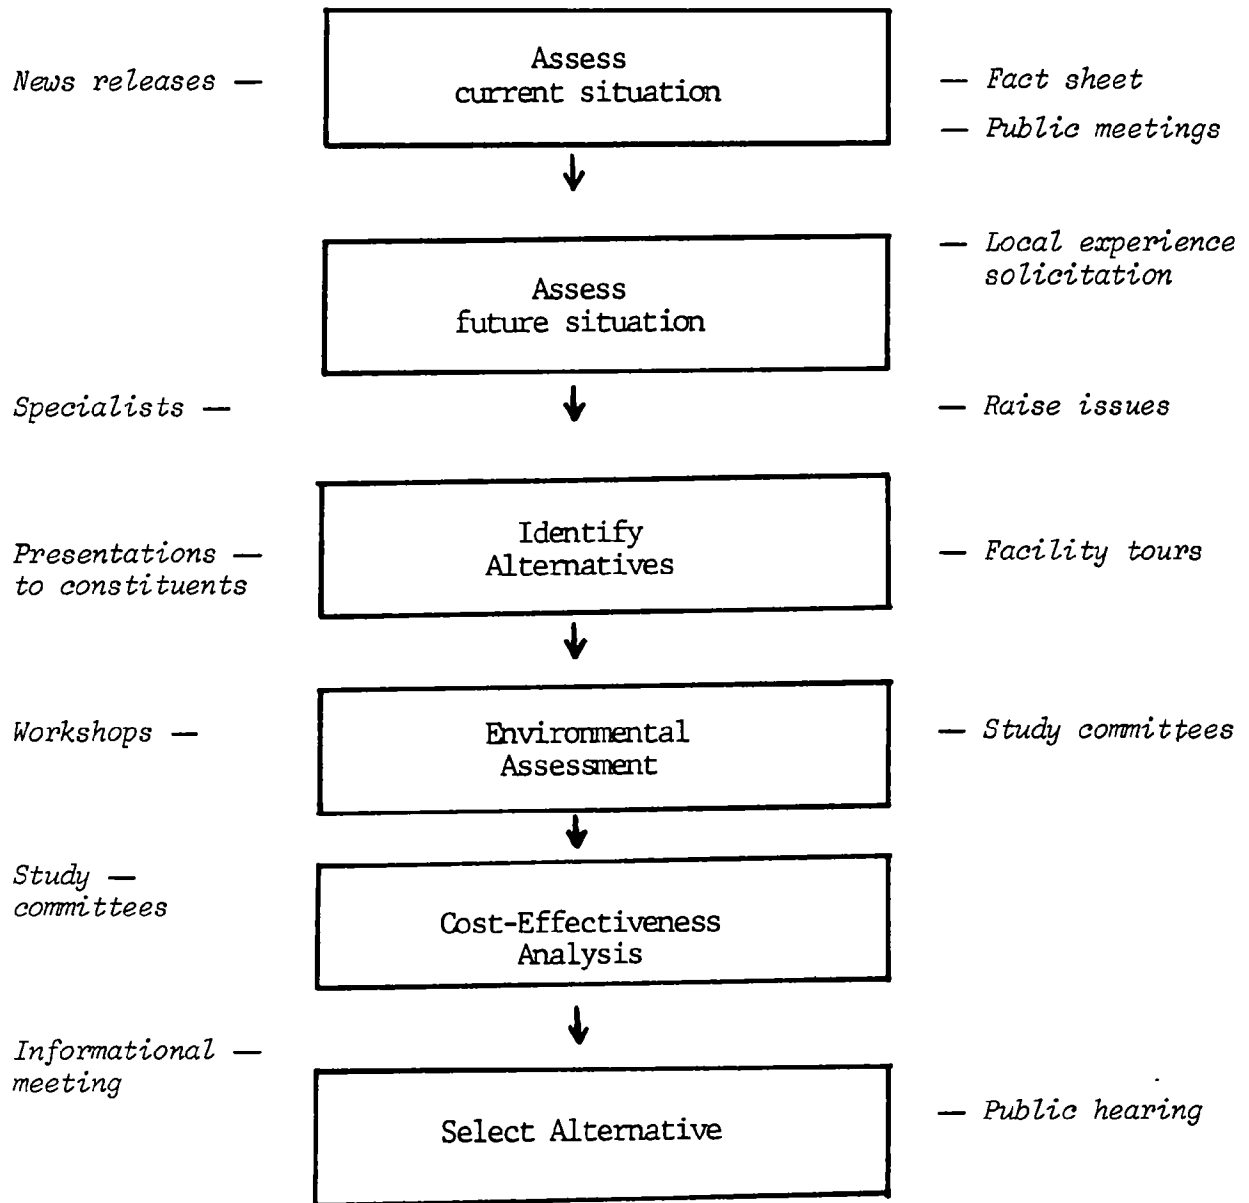 News releases —
Assess
current situation
— Fact sheet
— Public meetings
Assess
future situation
— Local experience
solicitation
Specialists —
— Raise issues
Presentations —
to constituents
Identify
Alternatives
— Facility tours
Workshops —
Environmental
Assessment
— Study committees
Study —
committees
Cost-Effectiveness
Analysis
Informational —
meeting
Select Alternative
— Public hearing